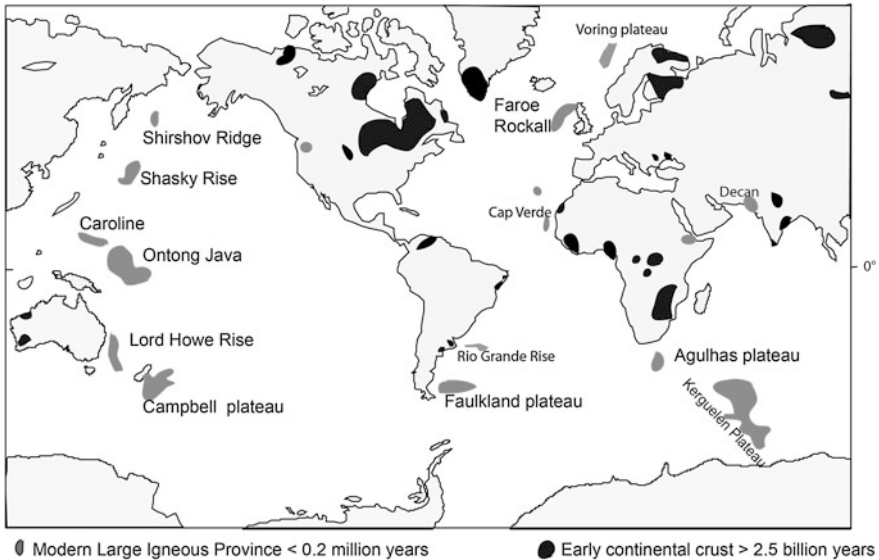 Voring plateau
Faroe
Rockall
Shirshov Ridge
Shasky Rise
Decan
Cap Verde
Caroline
Ontong Java
0°
Lord Howe Rise
Rio Grande Rise
Agulhas plateau
Campbell plateau
Faulkland plateau
Kerguelen Plateau
Modern Large Igneous Province < 0.2 million years
Early continental crust > 2.5 billion years